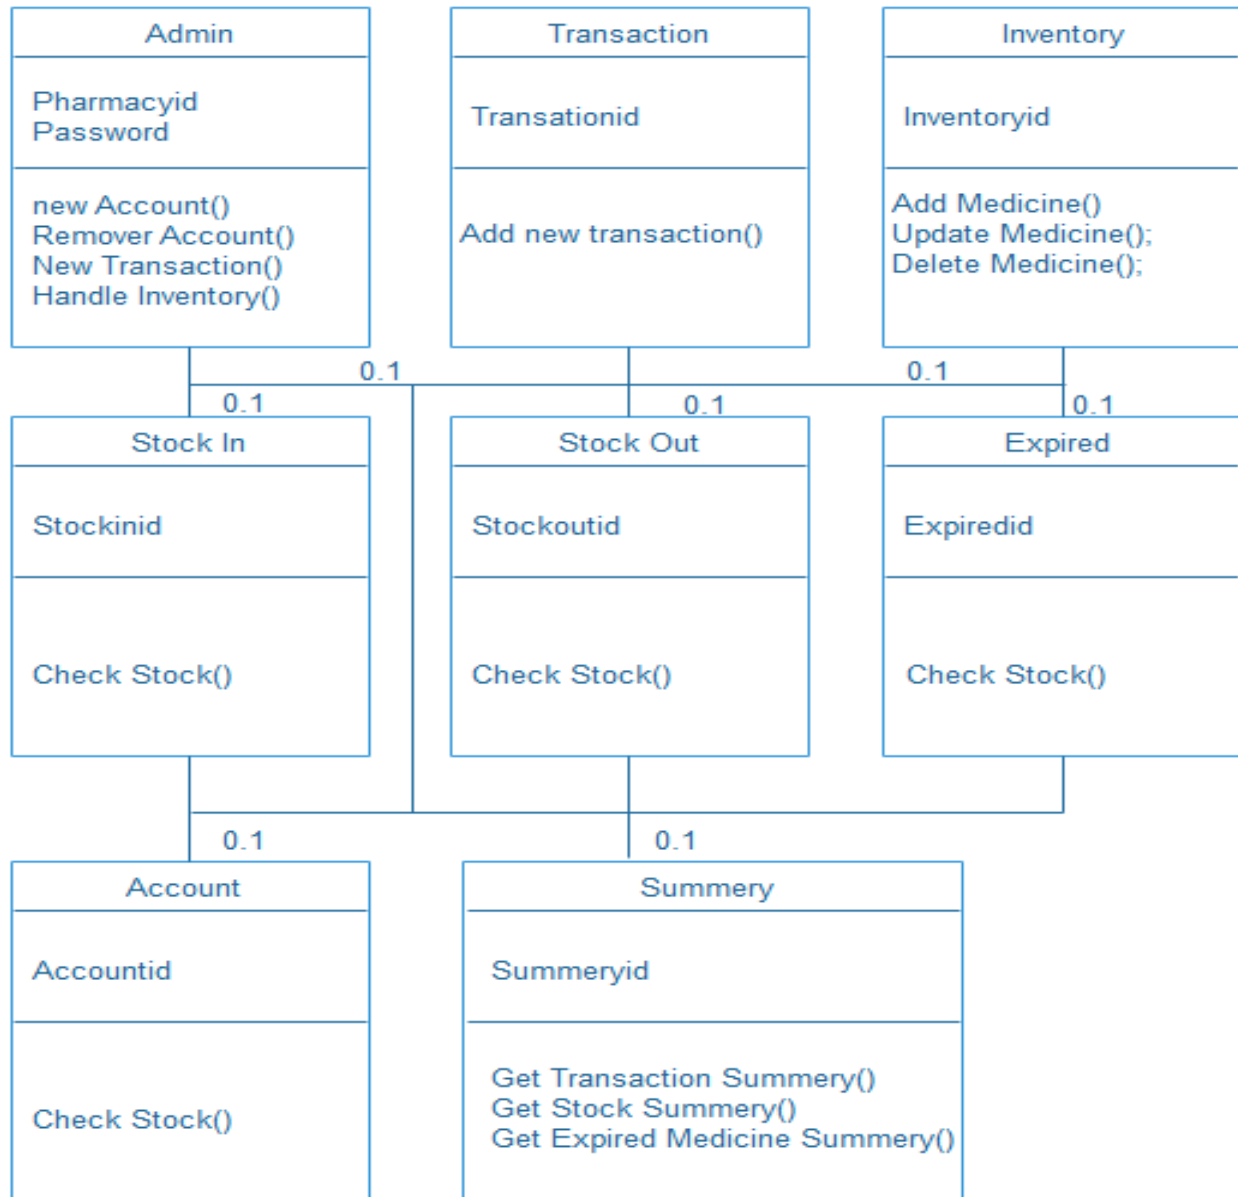 Admin
Pharmacyid
Password
new Account()
Remover Account()
New Transaction()
Handle Inventory()
Transaction
Transationid
Add new transaction()
Inventory
Inventoryid
Add Medicine()
Update Medicine();
Delete Medicine();
0.1
0.1
0.1
0.1
0.1
Stock In
Stockinid
Check Stock()
Stock Out
Stockoutid
Check Stock()
Expired
Expiredid
Check Stock()
0.1
0.1
Account
Accountid
Check Stock()
Summery
Summeryid
Get Transaction Summery()
Get Stock Summery()
Get Expired Medicine Summery()